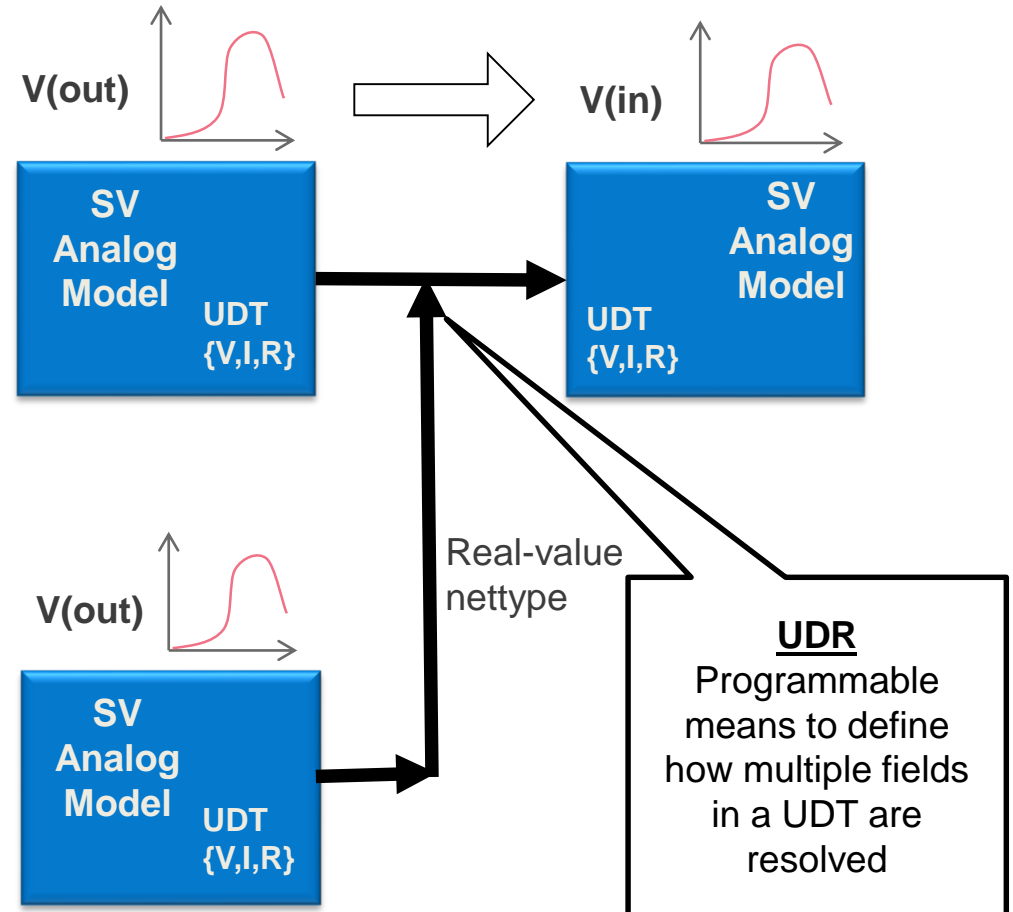 V(out)
V(in)
SV
Analog
Model
UDT
{V,I,R}
SV
Analog
Model
UDT
{V,I,R}
Real-value
nettype
V(out)
SV
Analog
Model
UDT
{V,I,R}
UDR
Programmable
means to define
how multiple fields
in a UDT are
resolved